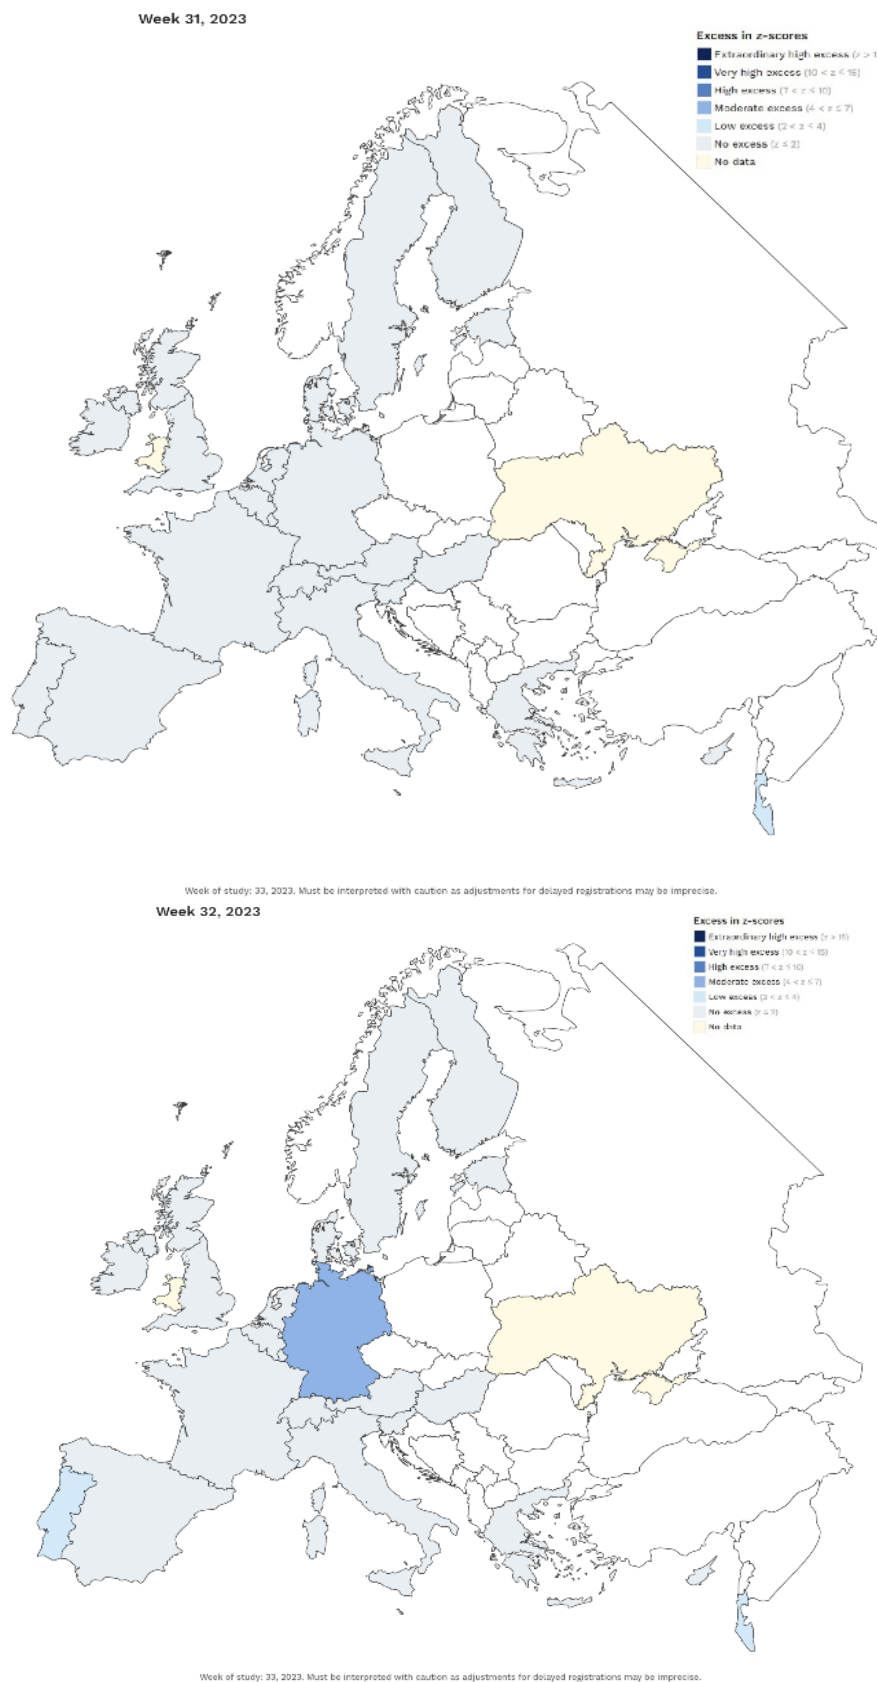 Week 31, 2023
Excess in z-scores
Extraordinary high excess (z > 1
Very high excess (10 < z ≤ 15)
High excess (7 < z ≤ 10)
Moderate excess (4 < z ≤ 7)
Low excess (2 < z ≤ 4)
No excess (z ≤ 2)
No data
Week of study: 33, 2023. Must be interpreted with caution as adjustments for delayed registrations may be imprecise.
Week 32, 2023
Excess in z-scores
Extraordinary high excess (z > 15)
Very high excess (10 < z ≤ 15)
High excess (7 < z ≤ 10)
Moderate excess (4 < z ≤ 7)
Low excess (2 < z ≤ 4)
No excess (z ≤ 2)
No data
Week of study: 33, 2023. Must be interpreted with caution as adjustments for delayed registrations may be imprecise.